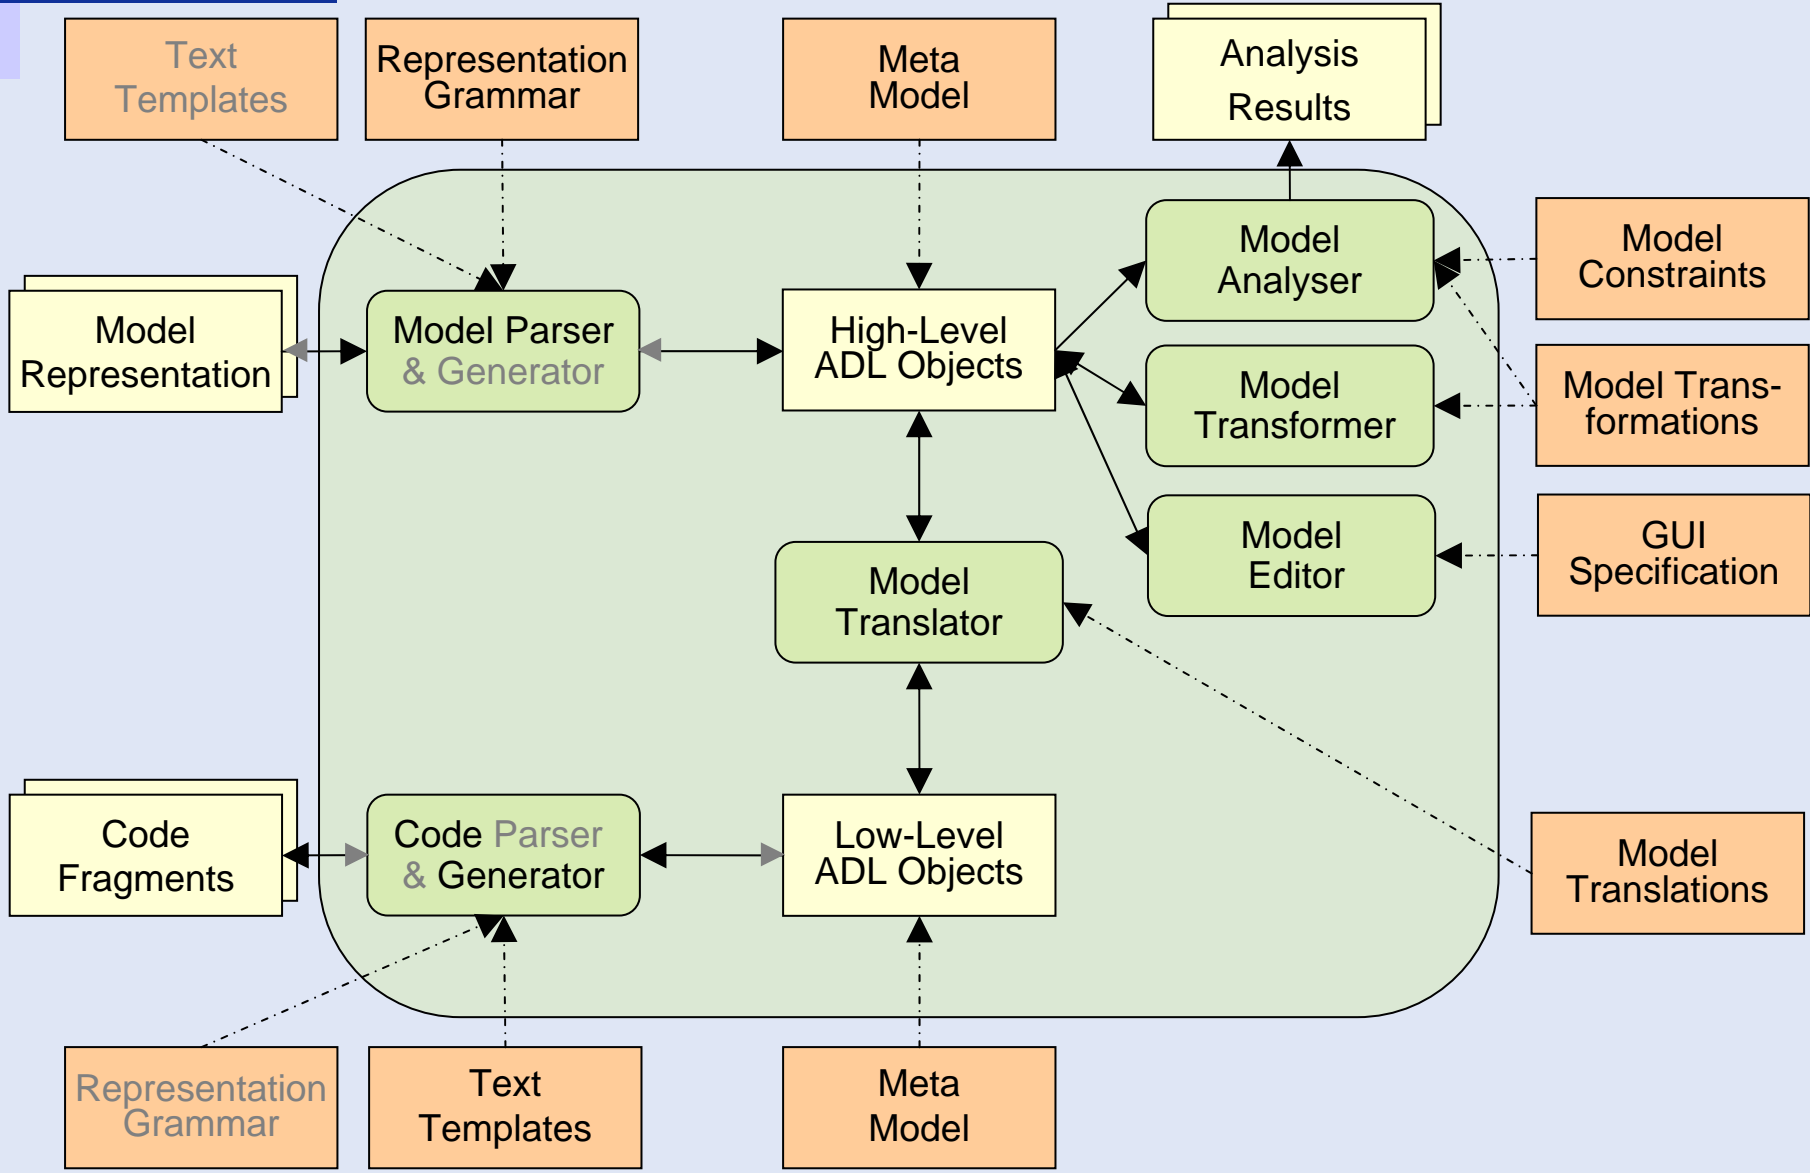 Text
Templates
Representation
Grammar
Meta
Model
Analysis
Results
Model
Analyser
Model
Constraints
Model
Representation
Model Parser
& Generator
High-Level
ADL Objects
Model
Transformer
Model Trans-
formations
Model
Editor
GUI
Specification
Model
Translator
Code
Fragments
Code Parser
& Generator
Low-Level
ADL Objects
Model
Translations
Representation
Grammar
Text
Templates
Meta
Model